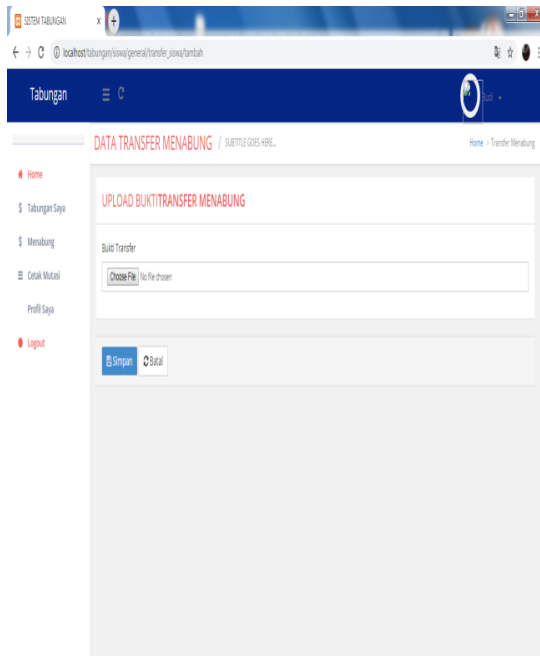 SISTEM TABUNGAN
localhost/tabungan/siswa/general/transfer_siswa/tambah
Tabungan
Budi
DATA TRANSFER MENABUNG / SUBTITLE GOES HERE...
Home > Transfer Menabung
Home
Tabungan Saya
Menabung
Cetak Mutasi
Profil Saya
Logout
UPLOAD BUKTITRANSFER MENABUNG
Bukti Transfer
Choose File No file chosen
Simpan Batal